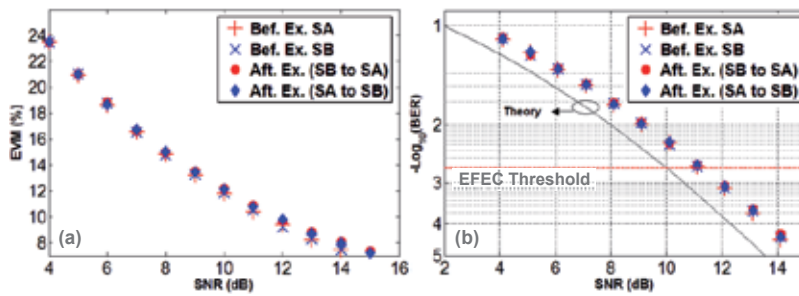 24
22
20
18
16
14
12
10
8
EVM (%)
Bef. Ex. SA
Bef. Ex. SB
Aft. Ex. (SB to SA)
Aft. Ex. (SA to SB)
(a)
4 6 8 10 12 14 16
SNR (dB)
1
2
3
4
5
-Log10(BER)
Bef. Ex. SA
Bef. Ex. SB
Aft. Ex. (SB to SA)
Aft. Ex. (SA to SB)
Theory
EFEC Threshold
(b)
2 4 6 8 10 12 14
SNR (dB)